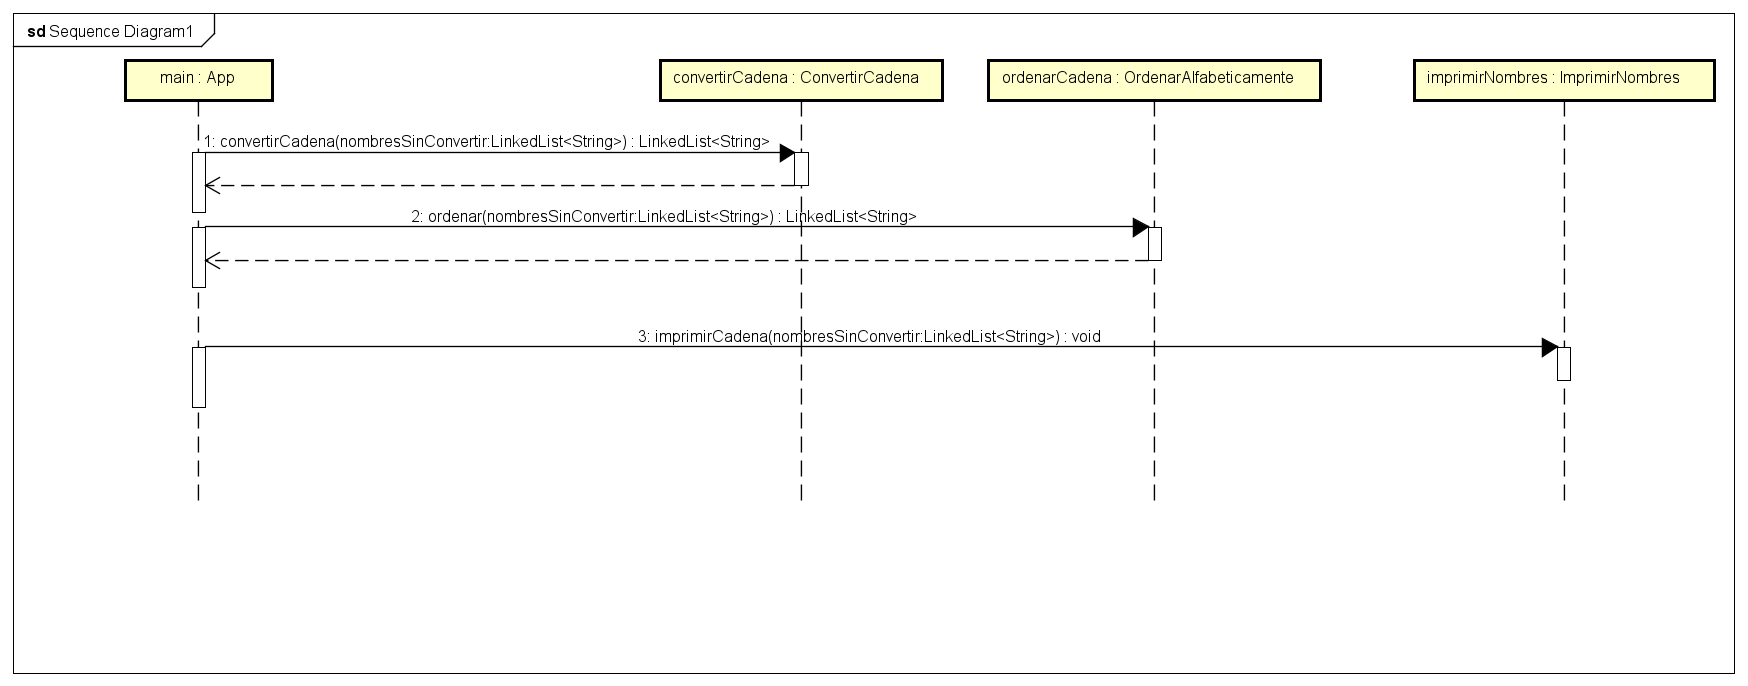 sd Sequence Diagram1
main : App
convertirCadena : ConvertirCadena
ordenarCadena : OrdenarAlfabeticamente
imprimirNombres : ImprimirNombres
1: convertirCadena(nombresSinConvertir:LinkedList<String>) : LinkedList<String>
2: ordenar(nombresSinConvertir:LinkedList<String>) : LinkedList<String>
3: imprimirCadena(nombresSinConvertir:LinkedList<String>) : void